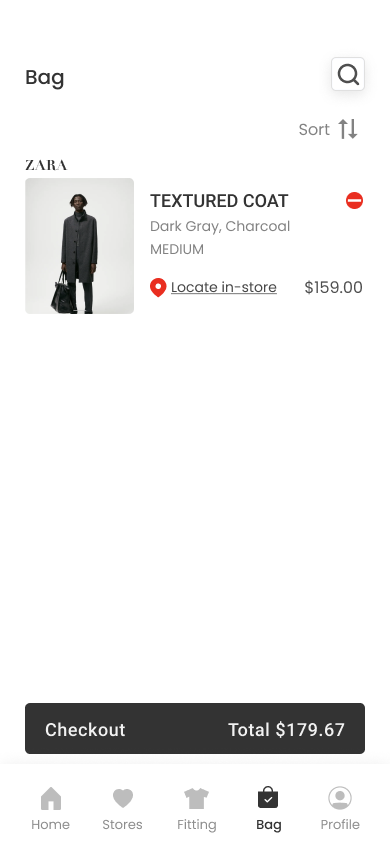 Bag
Sort
ZARA
TEXTURED COAT
Dark Gray, Charcoal
MEDIUM
Locate in-store $159.00
Checkout Total $179.67
Home Stores Fitting Bag Profile